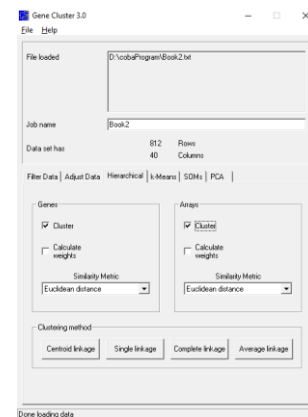 Gene Cluster 3.0
File Help
File loaded D:\cobaProgram\Book2.txt
Job name Book2
Data set has 812 Rows
40 Columns
Filter Data Adjust Data Hierarchical k-Means SOMs PCA
Genes Arrays
Cluster Cluster
Calculate weights Calculate weights
Similarity Metric Similarity Metric
Euclidean distance Euclidean distance
Clustering method
Centroid linkage Single linkage Complete linkage Average linkage
Done loading data